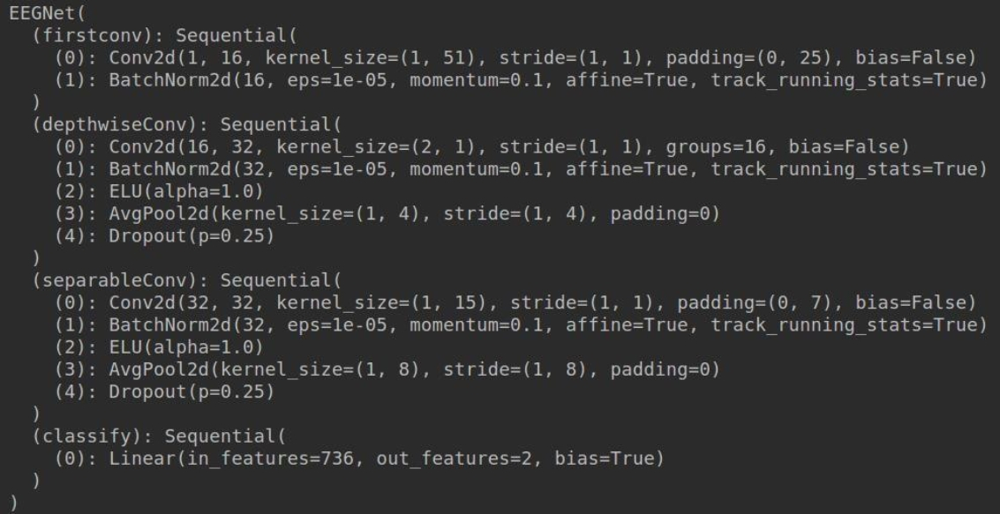 EEGNet(
  (firstconv): Sequential(
    (0): Conv2d(1, 16, kernel_size=(1, 51), stride=(1, 1), padding=(0, 25), bias=False)
    (1): BatchNorm2d(16, eps=1e-05, momentum=0.1, affine=True, track_running_stats=True)
  )
  (depthwiseConv): Sequential(
    (0): Conv2d(16, 32, kernel_size=(2, 1), stride=(1, 1), groups=16, bias=False)
    (1): BatchNorm2d(32, eps=1e-05, momentum=0.1, affine=True, track_running_stats=True)
    (2): ELU(alpha=1.0)
    (3): AvgPool2d(kernel_size=(1, 4), stride=(1, 4), padding=0)
    (4): Dropout(p=0.25)
  )
  (separableConv): Sequential(
    (0): Conv2d(32, 32, kernel_size=(1, 15), stride=(1, 1), padding=(0, 7), bias=False)
    (1): BatchNorm2d(32, eps=1e-05, momentum=0.1, affine=True, track_running_stats=True)
    (2): ELU(alpha=1.0)
    (3): AvgPool2d(kernel_size=(1, 8), stride=(1, 8), padding=0)
    (4): Dropout(p=0.25)
  )
  (classify): Sequential(
    (0): Linear(in_features=736, out_features=2, bias=True)
  )
)